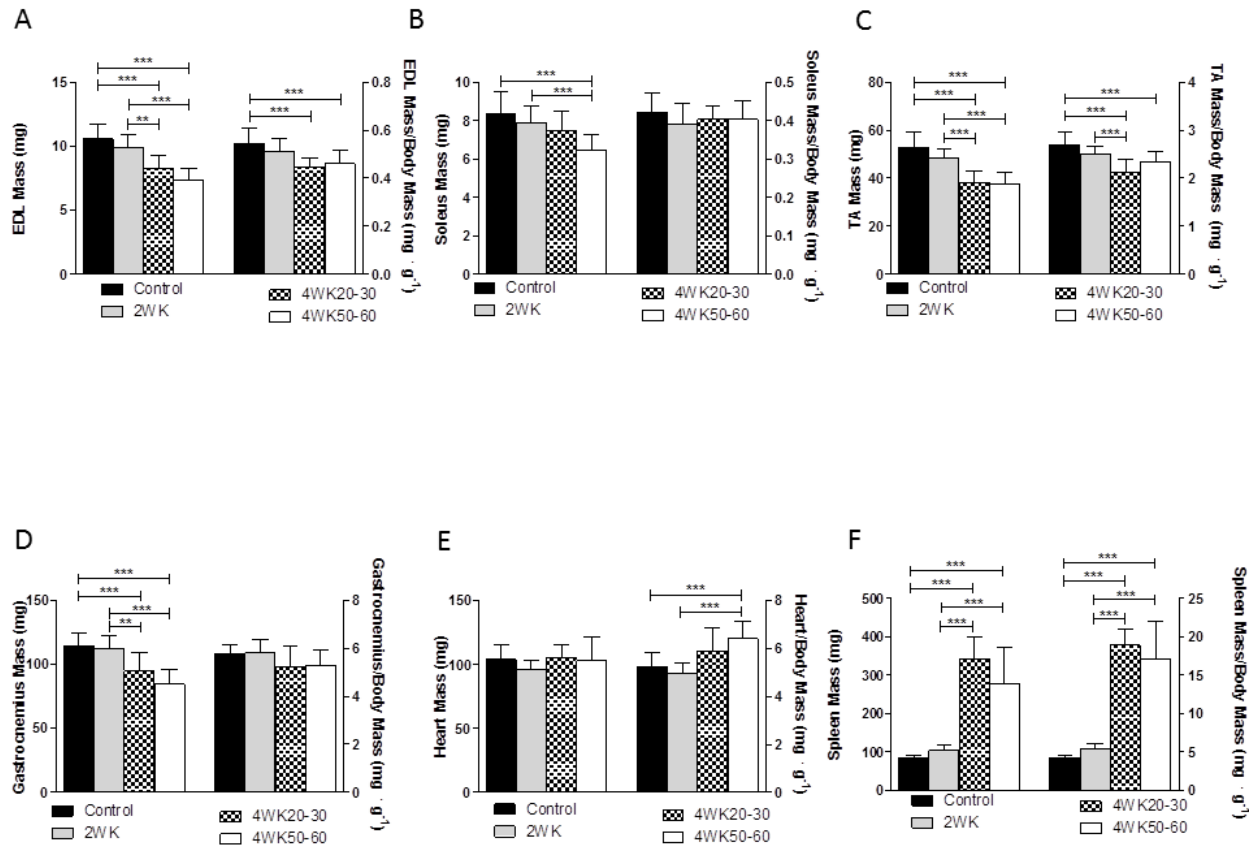 A
EDL Mass (mg)
15
10
5
0
EDL Mass/Body Mass (mg · g-1)
0.8
0.6
0.4
0.2
0.0
***
***
***
**
***
***
Control
2WK
4WK20-30
4WK50-60
B
Soleus Mass (mg)
10
8
6
4
2
0
Soleus Mass/Body Mass (mg · g-1)
0.5
0.4
0.3
0.2
0.1
0.0
***
***
Control
2WK
4WK20-30
4WK50-60
C
TA Mass (mg)
80
60
40
20
0
TA Mass/Body Mass (mg · g-1)
4
3
2
1
0
***
***
***
***
***
***
***
Control
2WK
4WK20-30
4WK50-60
D
Gastrocnemius Mass (mg)
150
100
50
0
Gastrocnemius/Body Mass (mg · g-1)
8
6
4
2
0
***
***
***
**
Control
2WK
4WK20-30
4WK50-60
E
Heart Mass (mg)
150
100
50
0
Heart/Body Mass (mg · g-1)
8
6
4
2
0
***
***
Control
2WK
4WK20-30
4WK50-60
F
Spleen Mass (mg)
500
400
300
200
100
0
Spleen Mass/Body Mass (mg · g-1)
25
20
15
10
5
0
***
***
***
***
***
***
***
***
Control
2WK
4WK20-30
4WK50-60